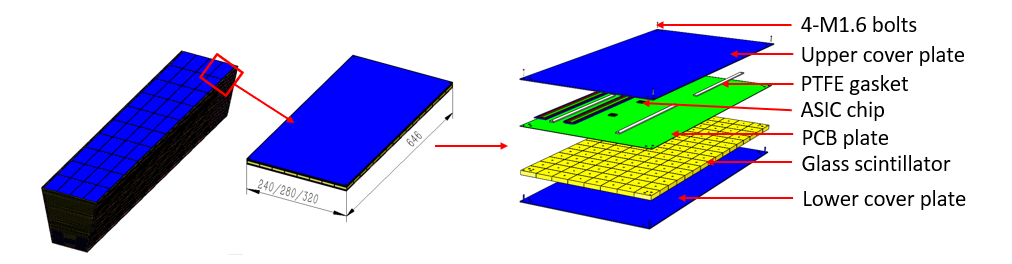 4-M1.6 bolts
Upper cover plate
PTFE gasket
ASIC chip
PCB plate
Glass scintillator
Lower cover plate
646
240/280/320